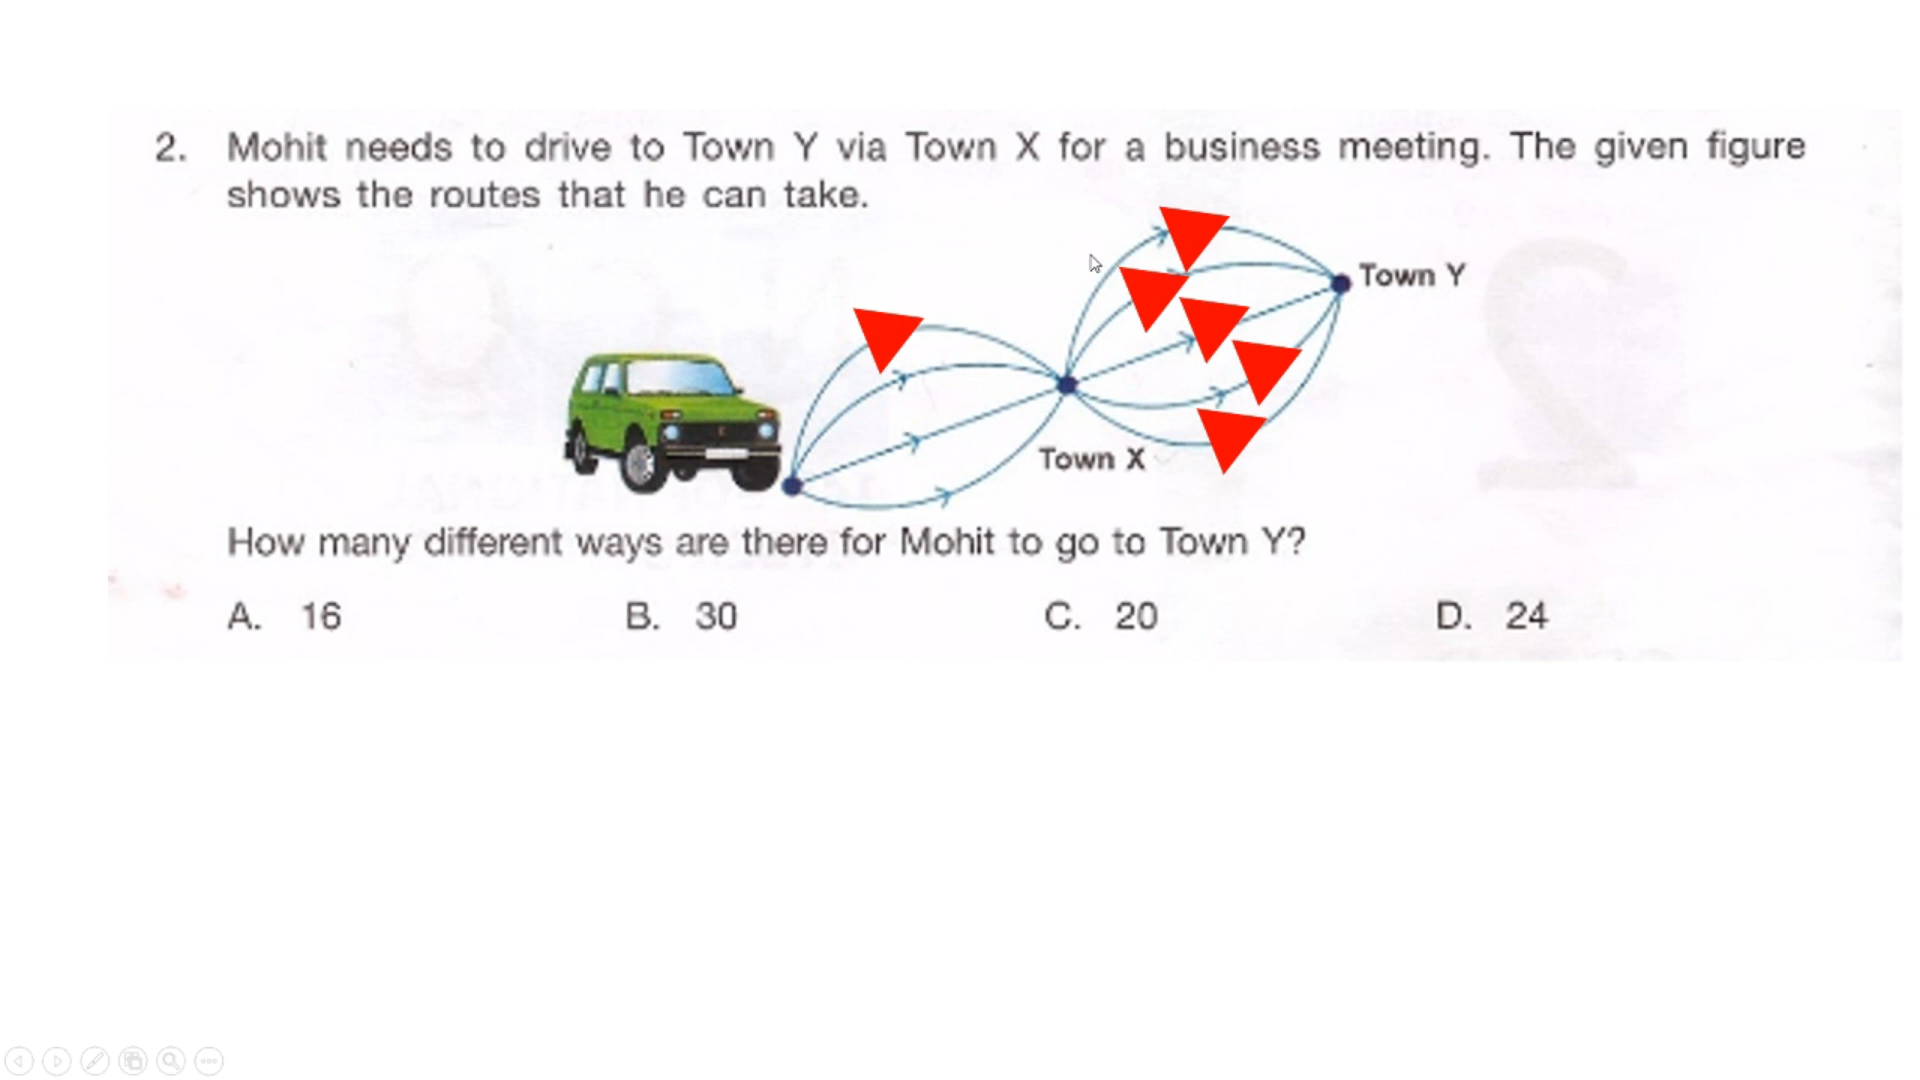 2. Mohit needs to drive to Town Y via Town X for a business meeting. The given figure
shows the routes that he can take.
Town Y
Town X
How many different ways are there for Mohit to go to Town Y?
A. 16 B. 30 C. 20 D. 24